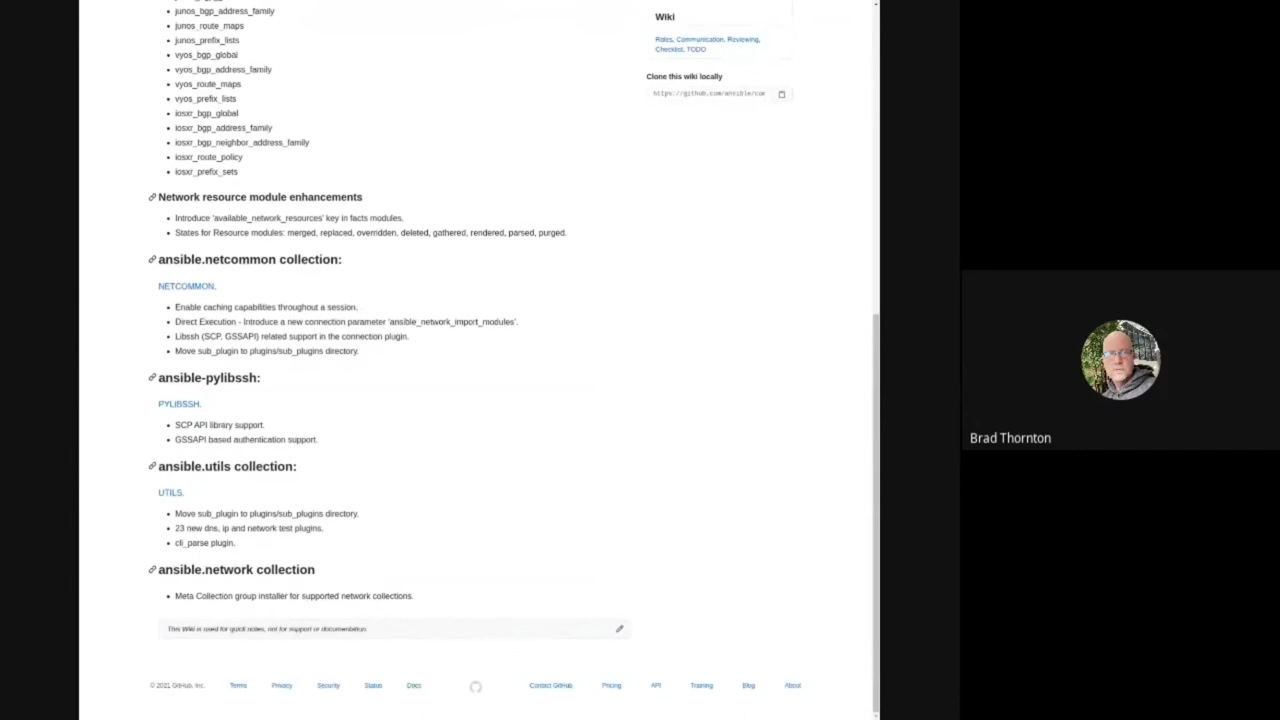 junos_bgp_address_family
junos_route_maps
junos_prefix_lists
vyos_bgp_global
vyos_bgp_address_family
vyos_route_maps
vyos_prefix_lists
iosxr_bgp_global
iosxr_bgp_address_family
iosxr_bgp_neighbor_address_family
iosxr_route_policy
iosxr_prefix_sets
Network resource module enhancements
Introduce 'available_network_resources' key in facts modules.
States for Resource modules: merged, replaced, overridden, deleted, gathered, rendered, parsed, purged.
ansible.netcommon collection:
NETCOMMON.
Enable caching capabilities throughout a session.
Direct Execution - Introduce a new connection parameter 'ansible_network_import_modules'.
Libssh (SCP, GSSAPI) related support in the connection plugin.
Move sub_plugin to plugins/sub_plugins directory.
ansible-pylibssh:
PYLIBSSH.
SCP API library support.
GSSAPI based authentication support.
ansible.utils collection:
UTILS.
Move sub_plugin to plugins/sub_plugins directory.
23 new dns, ip and network test plugins.
cli_parse plugin.
ansible.network collection
Meta Collection group installer for supported network collections.
This Wiki is used for quick notes, not for support or documentation.
© 2021 GitHub, Inc. Terms Privacy Security Status Docs Contact GitHub Pricing API Training Blog About
Wiki
Roles, Communication, Reviewing,
Checklist, TODO
Clone this wiki locally
https://github.com/ansible/com
Brad Thornton